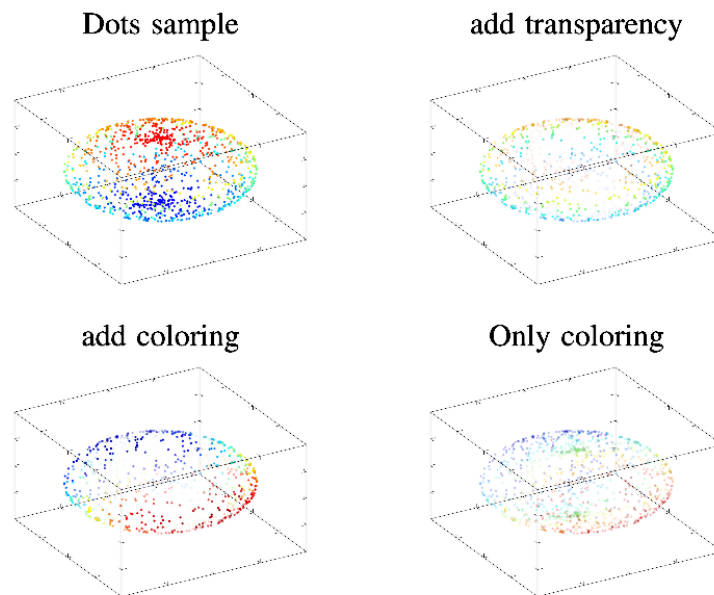 Dots sample
add transparency
add coloring
Only coloring